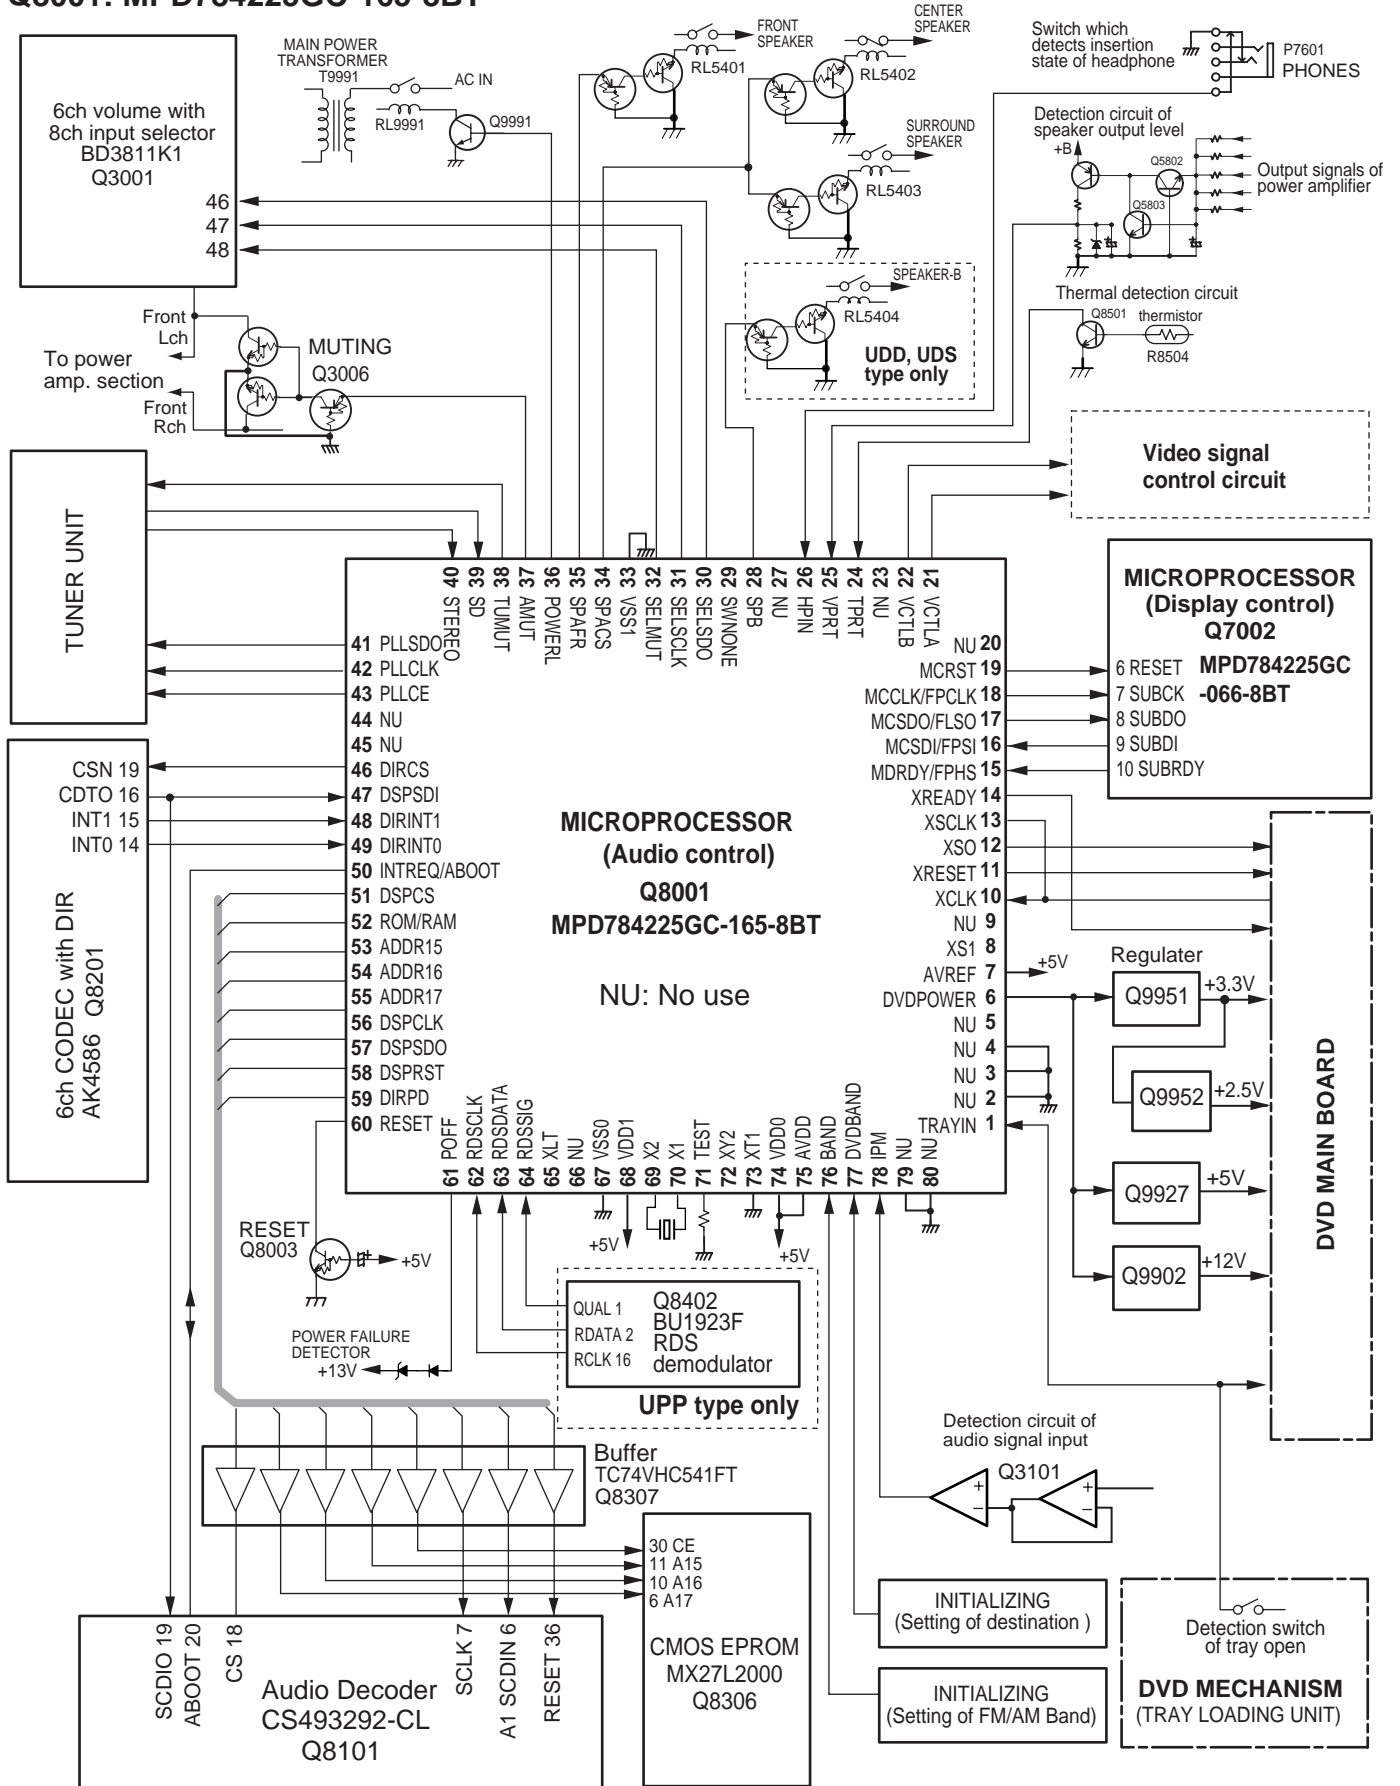 Q8001: MPD784225GC-165-8BT
6ch volume with
8ch input selector
BD3811K1
Q3001
46
47
48
MAIN POWER
TRANSFORMER
T9991
AC IN
RL9991
Q9991
FRONT
SPEAKER
RL5401
CENTER
SPEAKER
RL5402
SURROUND
SPEAKER
RL5403
SPEAKER-B
RL5404
UDD, UDS
type only
Switch which
detects insertion
state of headphone
P7601
PHONES
Detection circuit of
speaker output level
+B
Q5802
Q5803
Output signals of
power amplifier
Thermal detection circuit
Q8501
thermistor
R8504
Front
Lch
To power
amp. section
Front
Rch
MUTING
Q3006
Video signal
control circuit
TUNER UNIT
40 STEREO
39 SD
38 TUMUT
37 AMUT
36 POWERL
35 SPAFR
34 SPACS
33 VSS1
32 SELMUT
31 SELSCLK
30 SELSDO
29 SWNONE
28 SPB
27 NU
26 HPIN
25 VPRT
24 TPRT
23 NU
22 VCTLB
21 VCTLA
MICROPROCESSOR
(Display control)
Q7002
MPD784225GC
-066-8BT
6 RESET
7 SUBCK
8 SUBDO
9 SUBDI
10 SUBRDY
41 PLLSDO
42 PLLCLK
43 PLLCE
44 NU
45 NU
46 DIRCS
47 DSPSDI
48 DIRINT1
49 DIRINT0
50 INTREQ/ABOOT
51 DSPCS
52 ROM/RAM
53 ADDR15
54 ADDR16
55 ADDR17
56 DSPCLK
57 DSPSDO
58 DSPRST
59 DIRPD
60 RESET
CSN 19
CDTO 16
INT1 15
INT0 14
6ch CODEC with DIR
AK4586 Q8201
MICROPROCESSOR
(Audio control)
Q8001
MPD784225GC-165-8BT
NU: No use
NU 20
MCRST 19
MCCLK/FPCLK 18
MCSDO/FLSO 17
MCSDI/FPSI 16
MDRDY/FPHS 15
XREADY 14
XSCLK 13
XSO 12
XRESET 11
XCLK 10
NU 9
XS1 8
AVREF 7
DVDPOWER 6
NU 5
NU 4
NU 3
NU 2
TRAYIN 1
+5V
Regulater
Q9951
+3.3V
Q9952
+2.5V
Q9927
+5V
Q9902
+12V
DVD MAIN BOARD
61 POFF
62 RDSCLK
63 RDSDATA
64 RDSSIG
65 XLT
66 NU
67 VSS0
68 VDD1
69 X2
70 X1
71 TEST
72 XY2
73 XT1
74 VDD0
75 AVDD
76 BAND
77 DVDBAND
78 IPM
79 NU
80 NU
RESET
Q8003
+5V
+5V
+5V
POWER FAILURE
DETECTOR
+13V
QUAL 1
RDATA 2
RCLK 16
Q8402
BU1923F
RDS
demodulator
UPP type only
Detection circuit of
audio signal input
Q3101
Buffer
TC74VHC541FT
Q8307
30 CE
11 A15
10 A16
6 A17
CMOS EPROM
MX27L2000
Q8306
SCDIO 19
ABOOT 20
CS 18
SCLK 7
A1 SCDIN 6
RESET 36
Audio Decoder
CS493292-CL
Q8101
INITIALIZING
(Setting of destination )
INITIALIZING
(Setting of FM/AM Band)
Detection switch
of tray open
DVD MECHANISM
(TRAY LOADING UNIT)